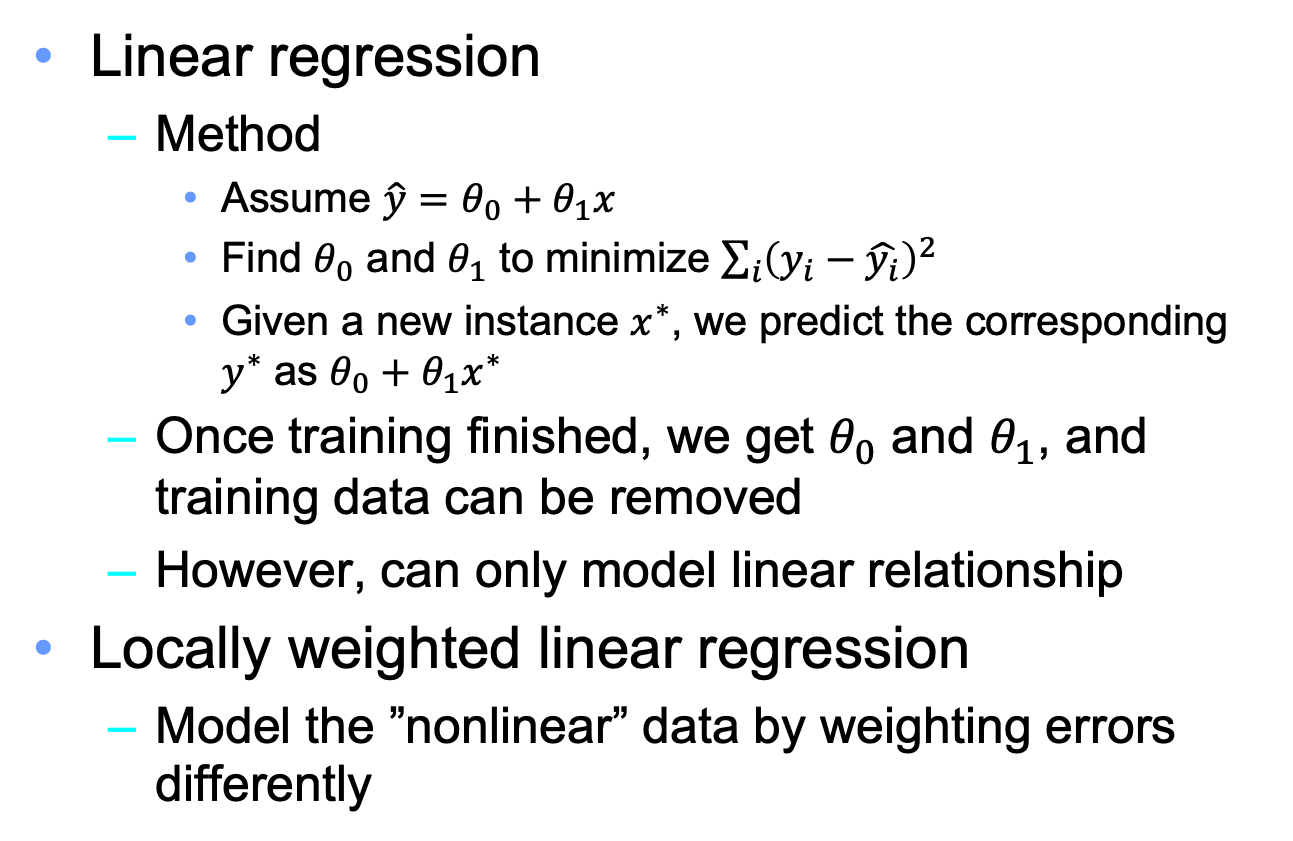 • Linear regression
– Method
• Assume ŷ = θ₀ + θ₁x
• Find θ₀ and θ₁ to minimize ∑ᵢ(yᵢ − ŷᵢ)²
• Given a new instance x*, we predict the corresponding
y* as θ₀ + θ₁x*
– Once training finished, we get θ₀ and θ₁, and
training data can be removed
– However, can only model linear relationship
• Locally weighted linear regression
– Model the ”nonlinear” data by weighting errors
differently